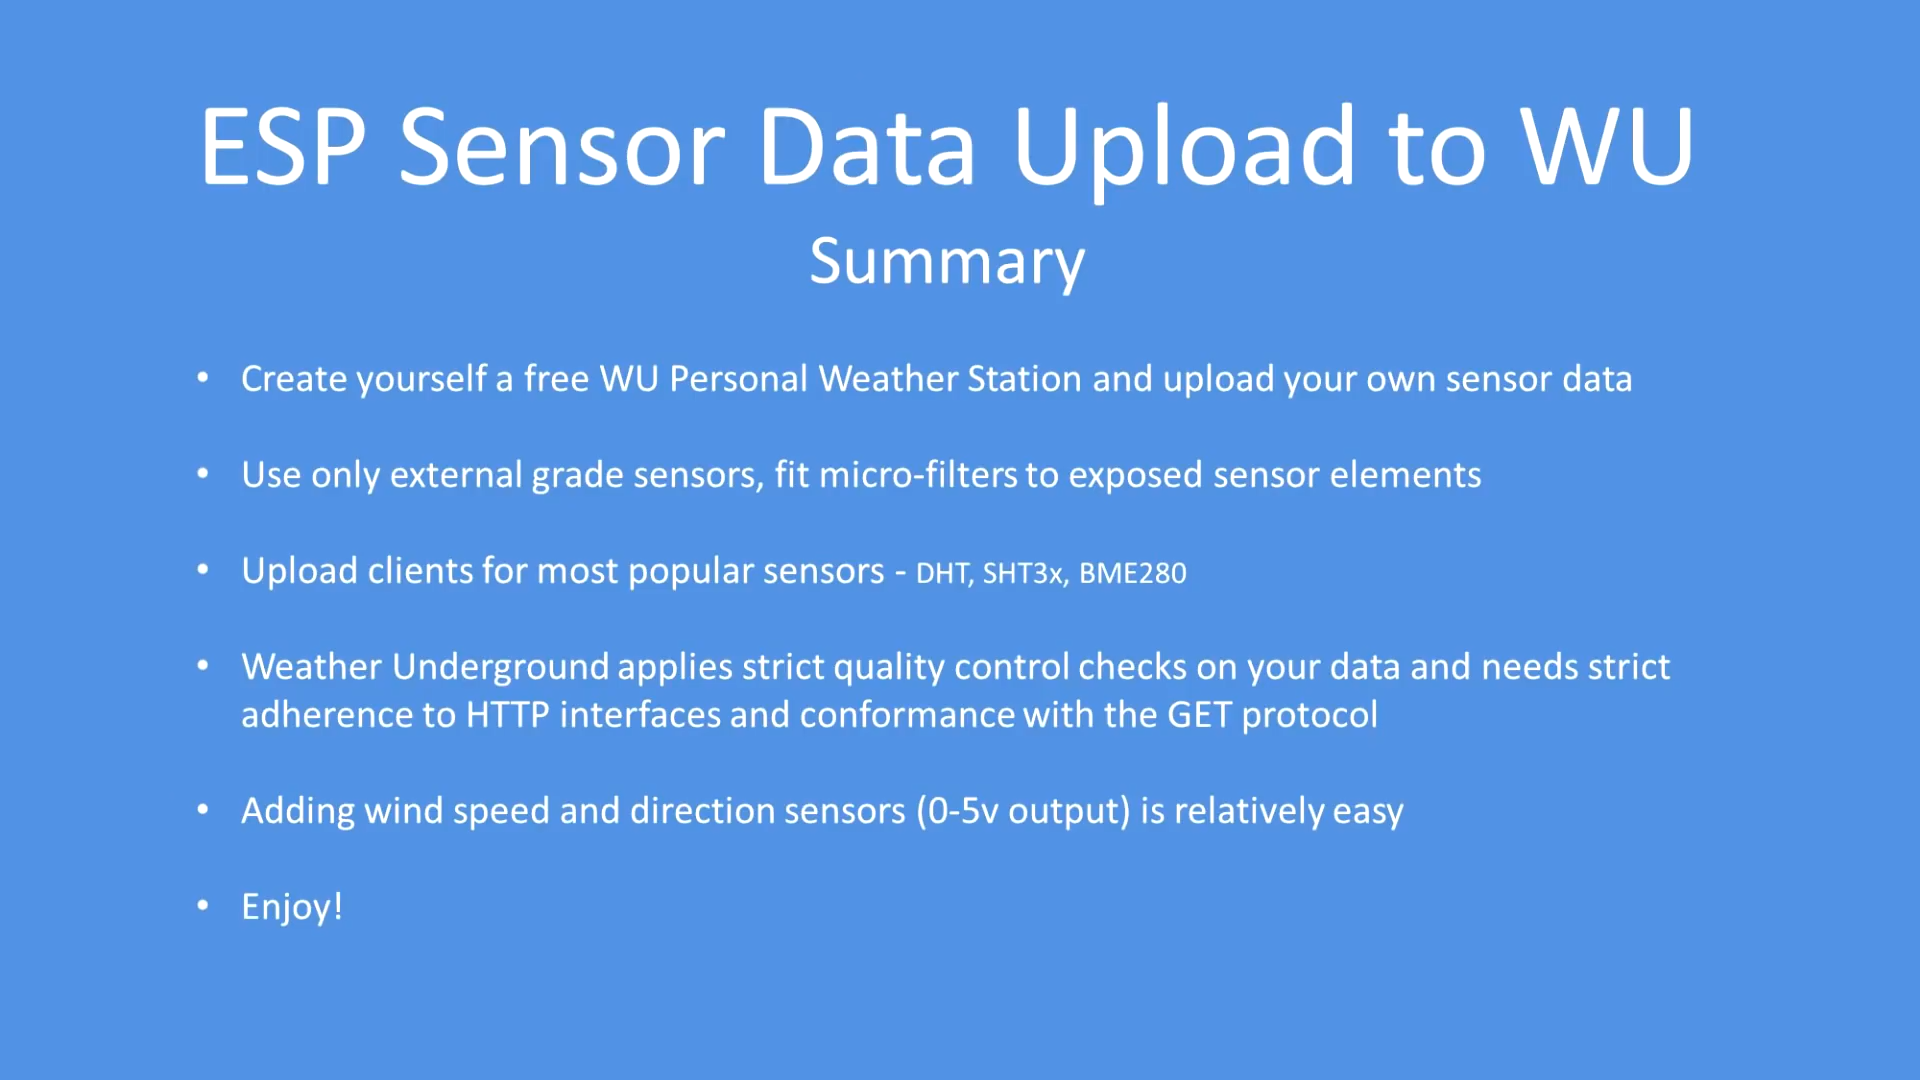 ESP Sensor Data Upload to WU
Summary
• Create yourself a free WU Personal Weather Station and upload your own sensor data
• Use only external grade sensors, fit micro-filters to exposed sensor elements
• Upload clients for most popular sensors - DHT, SHT3x, BME280
• Weather Underground applies strict quality control checks on your data and needs strict
adherence to HTTP interfaces and conformance with the GET protocol
• Adding wind speed and direction sensors (0-5v output) is relatively easy
• Enjoy!